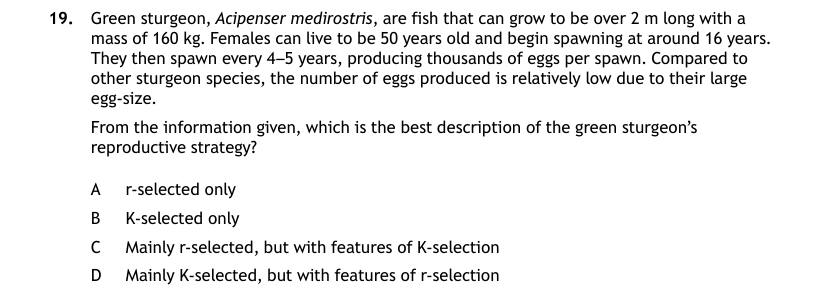 19. Green sturgeon, Acipenser medirostris, are fish that can grow to be over 2 m long with a
mass of 160 kg. Females can live to be 50 years old and begin spawning at around 16 years.
They then spawn every 4–5 years, producing thousands of eggs per spawn. Compared to
other sturgeon species, the number of eggs produced is relatively low due to their large
egg-size.
From the information given, which is the best description of the green sturgeon’s
reproductive strategy?
A r-selected only
B K-selected only
C Mainly r-selected, but with features of K-selection
D Mainly K-selected, but with features of r-selection